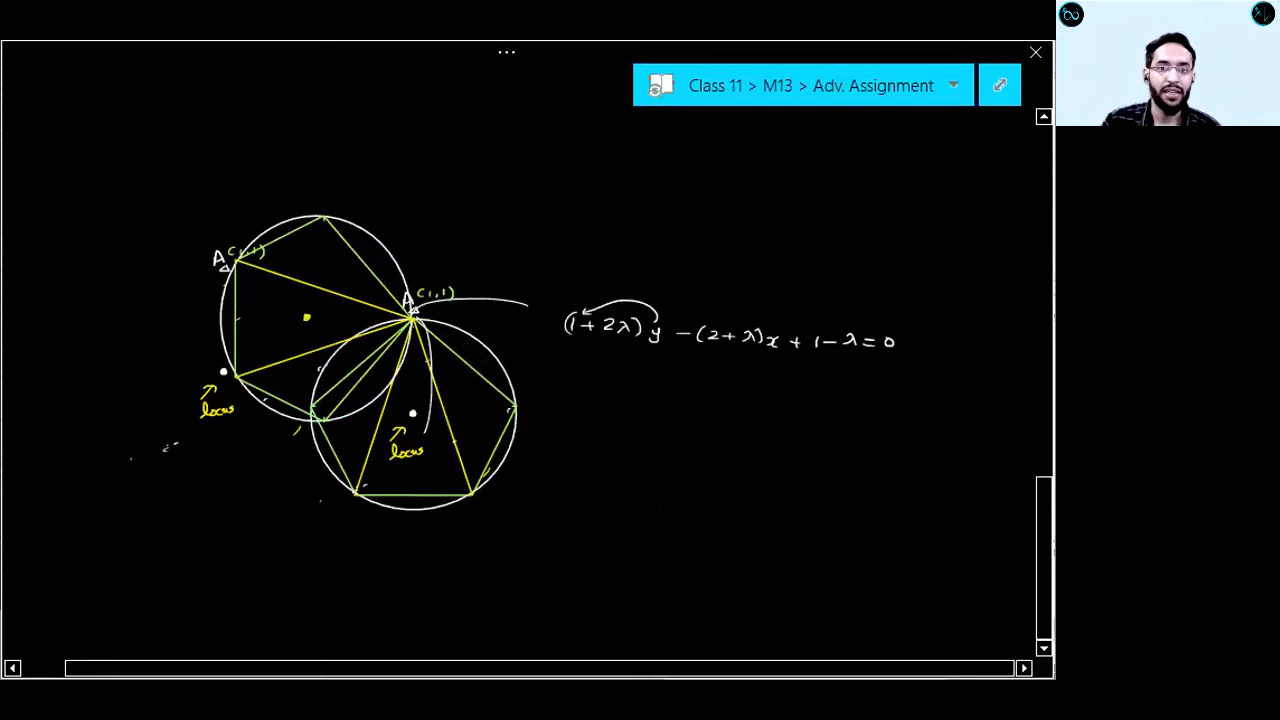 Class 11 > M13 > Adv. Assignment
A (1,1)
A (1,1)
(1 + 2λ) y - (2 + λ) x + 1 - λ = 0
locus
locus